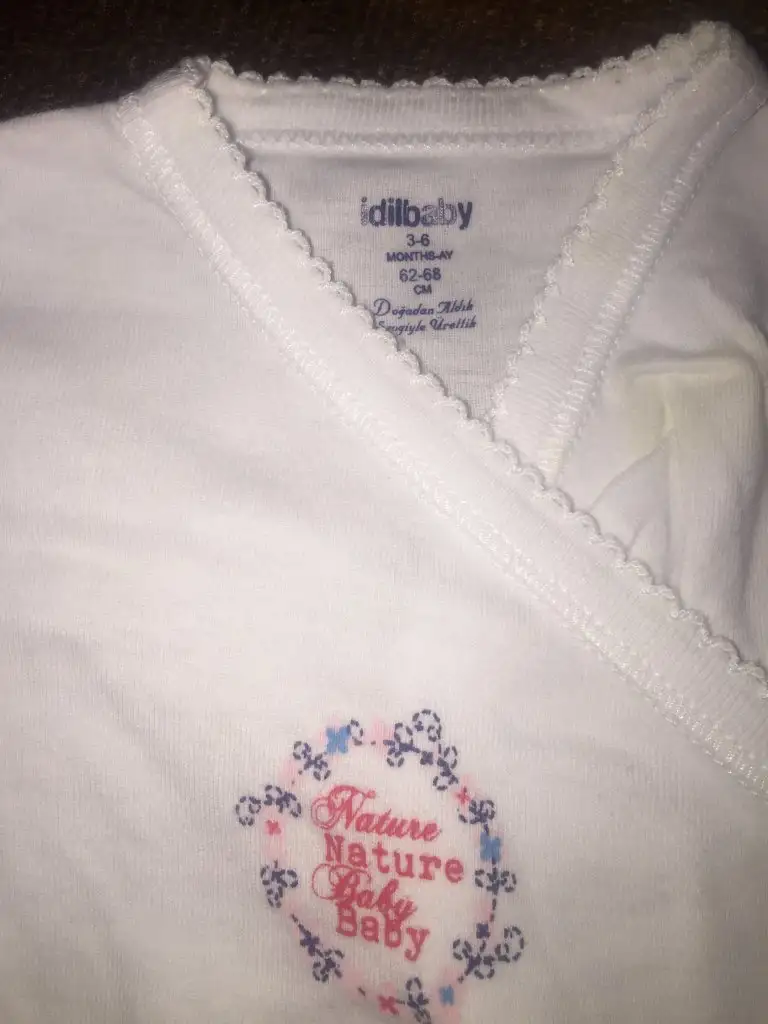 idilbaby
3-6
MONTHS-AY
62-68
CM
Doğadan Aldık
Sevgiyle Ürettik
Nature
Nature
Baby
Baby